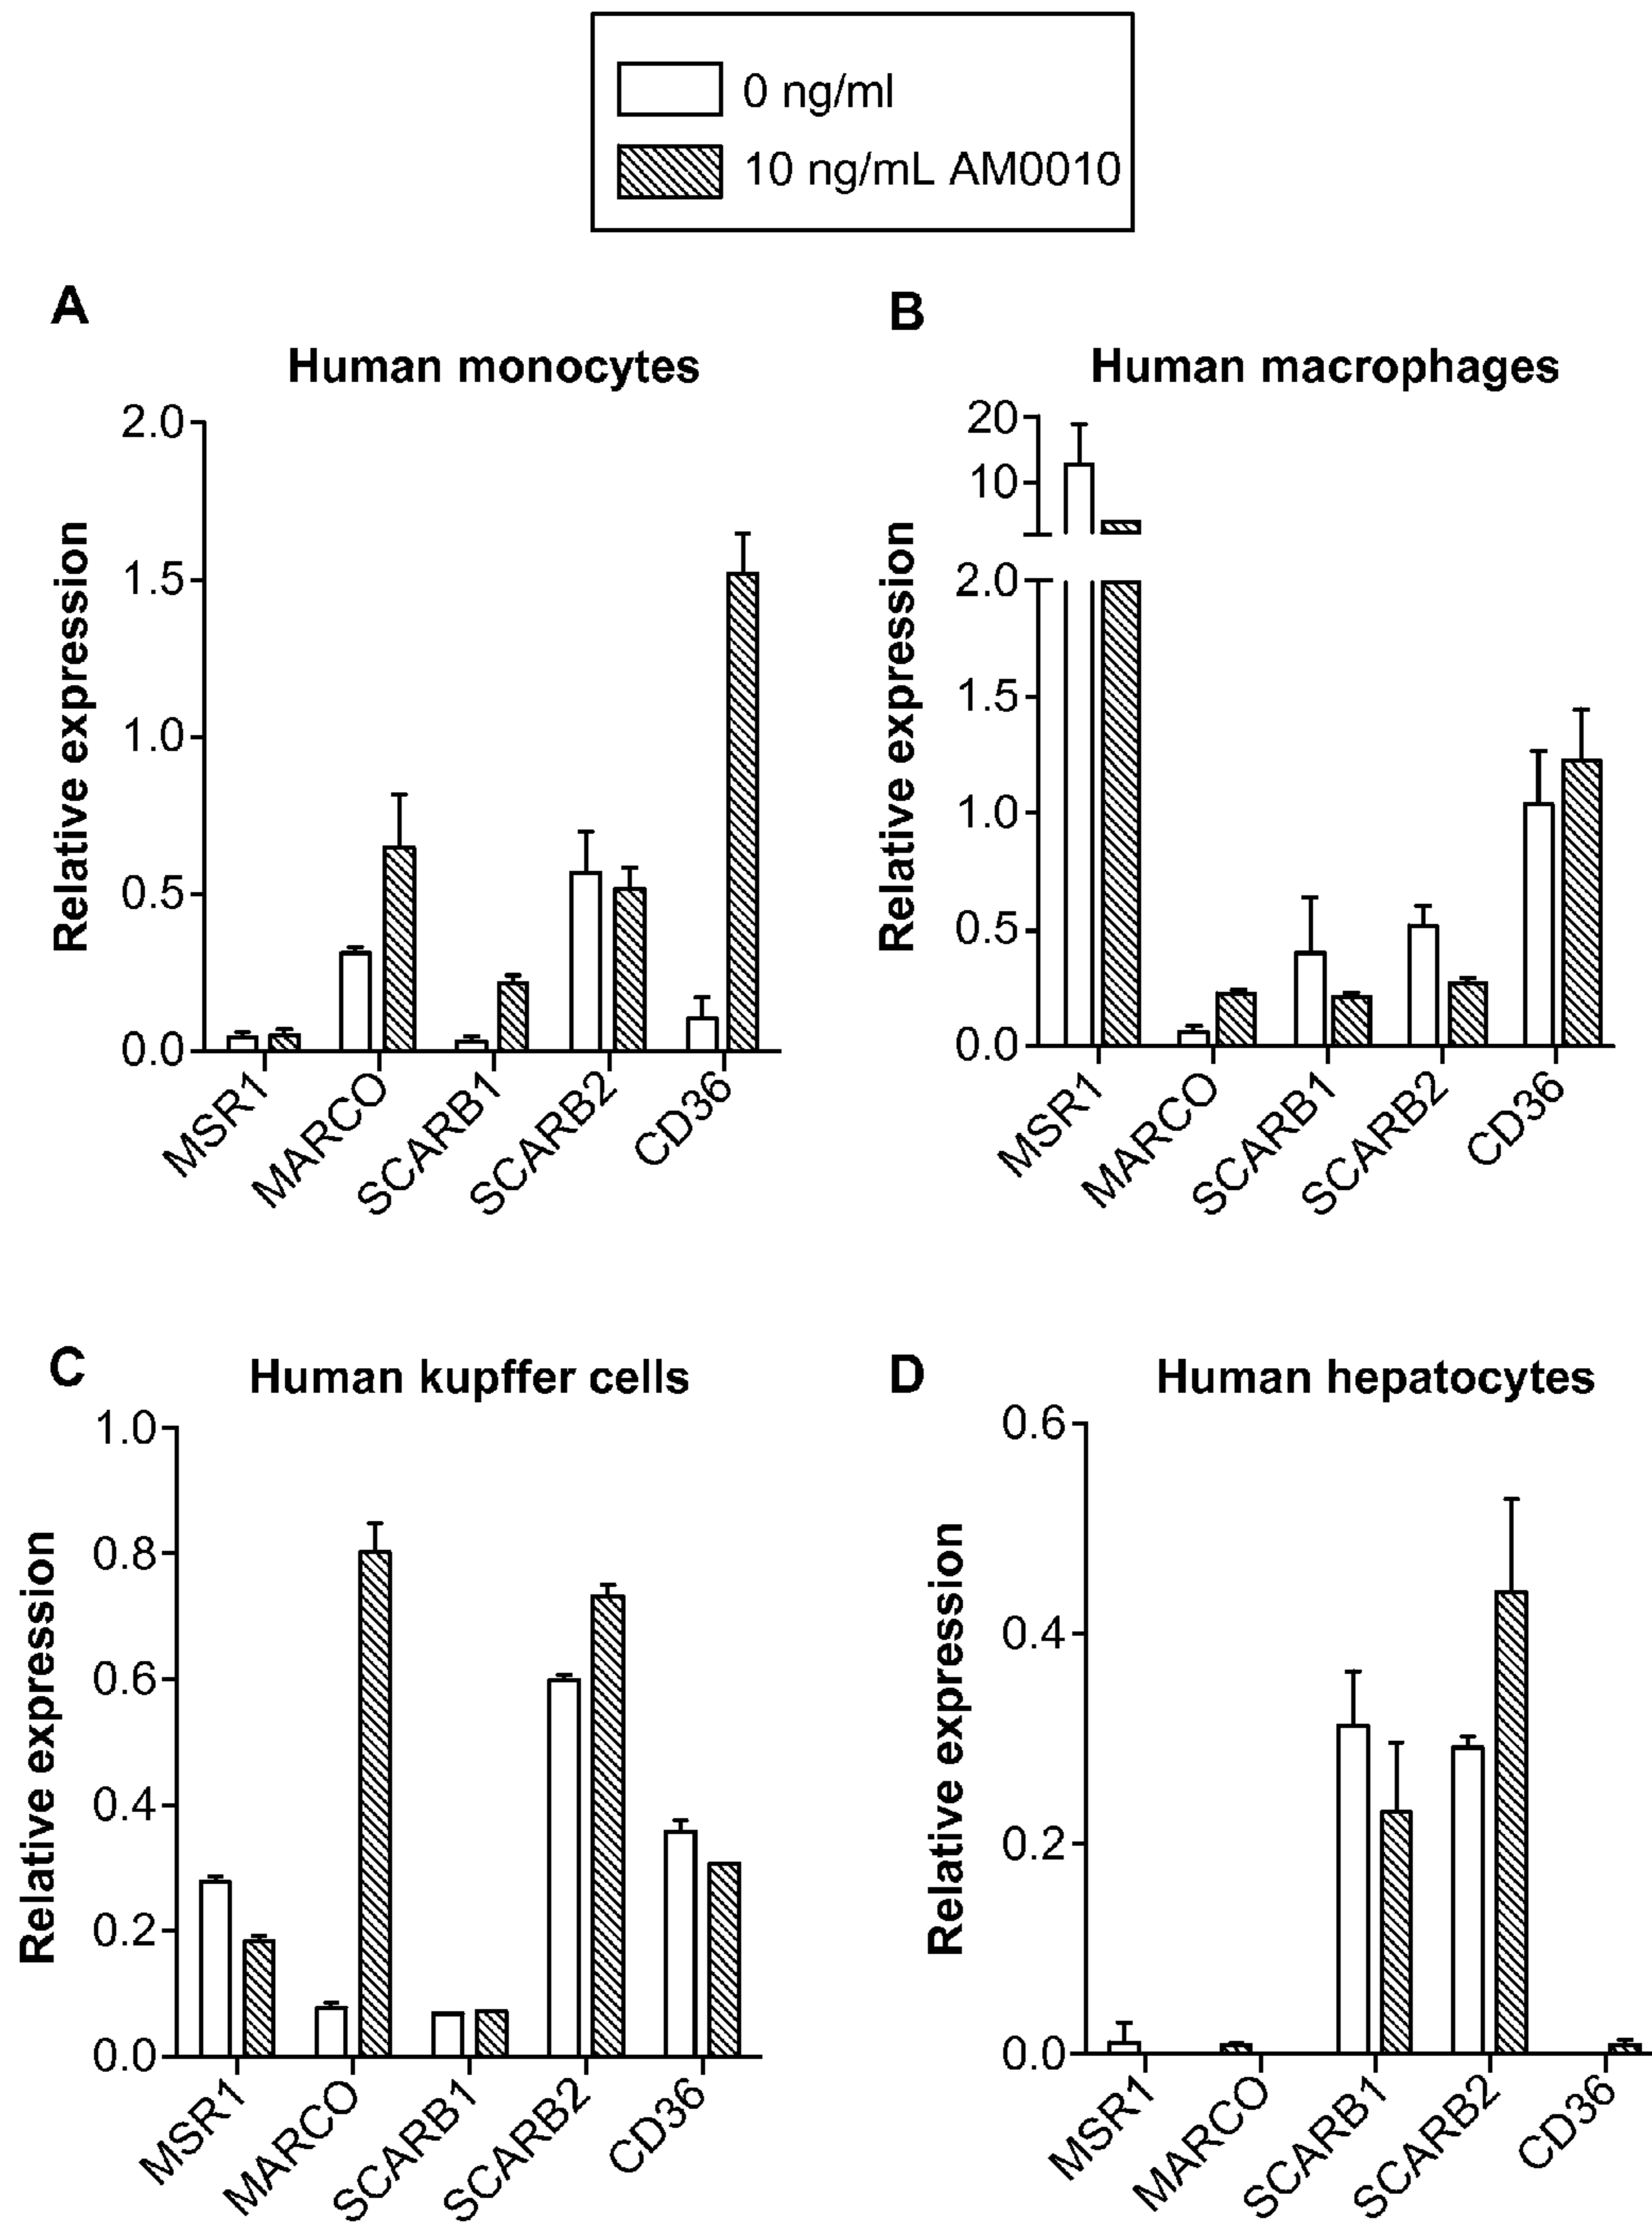 0 ng/ml
10 ng/mL AM0010
A
Human monocytes
Relative expression
2.0
1.5
1.0
0.5
0.0
MSR1
MARCO
SCARB1
SCARB2
CD36
B
Human macrophages
Relative expression
20
10
2.0
1.5
1.0
0.5
0.0
MSR1
MARCO
SCARB1
SCARB2
CD36
C
Human kupffer cells
Relative expression
1.0
0.8
0.6
0.4
0.2
0.0
MSR1
MARCO
SCARB1
SCARB2
CD36
D
Human hepatocytes
Relative expression
0.6
0.4
0.2
0.0
MSR1
MARCO
SCARB1
SCARB2
CD36